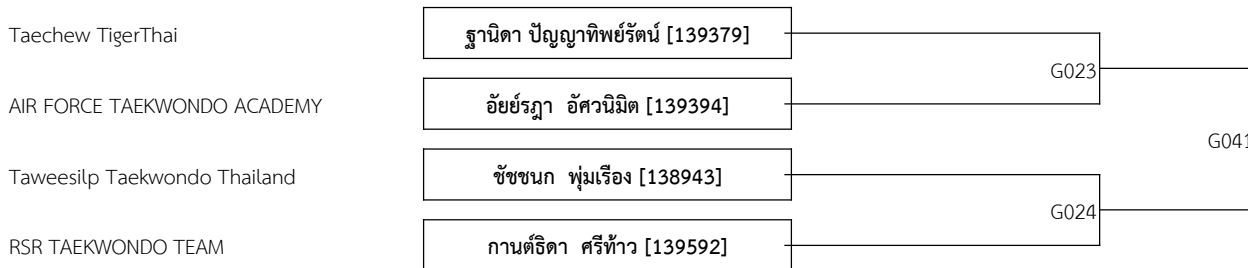 Taechew TigerThai
ฐานิดา ปัญญาทิพย์รัตน์ [139379]
G023
AIR FORCE TAEKWONDO ACADEMY
อัยย์รฎา อัศวนิมิต [139394]
G041
Taweesilp Taekwondo Thailand
ชัชชนก พุ่มเรือง [138943]
G024
RSR TAEKWONDO TEAM
กานต์ธิดา ศรีท้าว [139592]